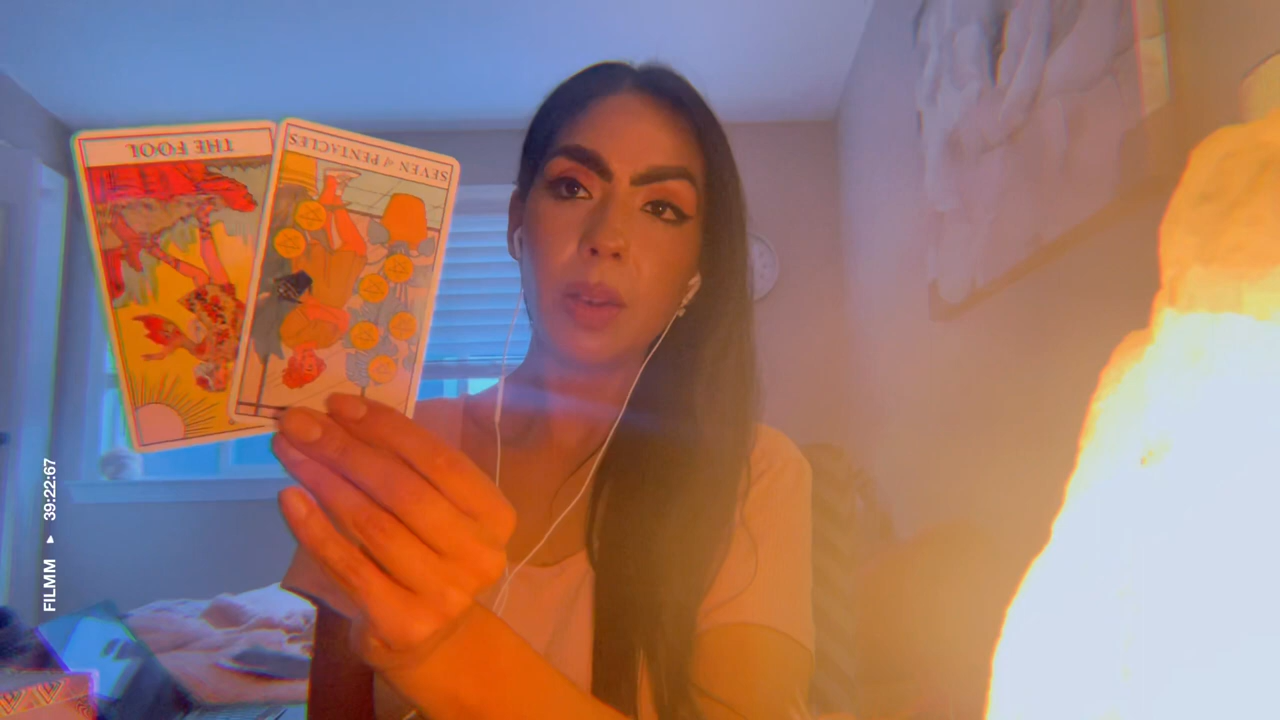 THE FOOL
SEVEN of PENTACLES
FILMM ▶ 39:22:67